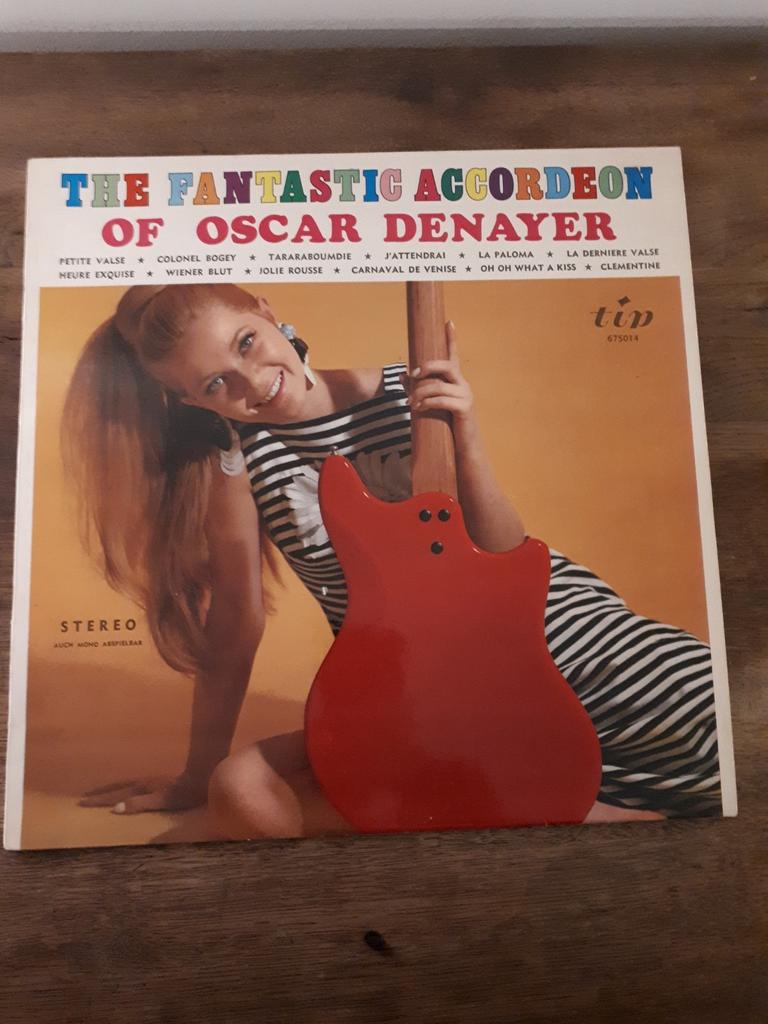 THE FANTASTIC ACCORDEON
OF OSCAR DENAYER
PETITE VALSE ★ COLONEL BOGEY ★ TARARABOUMDIE ★ J'ATTENDRAI ★ LA PALOMA ★ LA DERNIERE VALSE
HEURE EXQUISE ★ WIENER BLUT ★ JOLIE ROUSSE ★ CARNAVAL DE VENISE ★ OH OH WHAT A KISS ★ CLEMENTINE
tip
675014
STEREO
AUCH MONO ABSPIELBAR